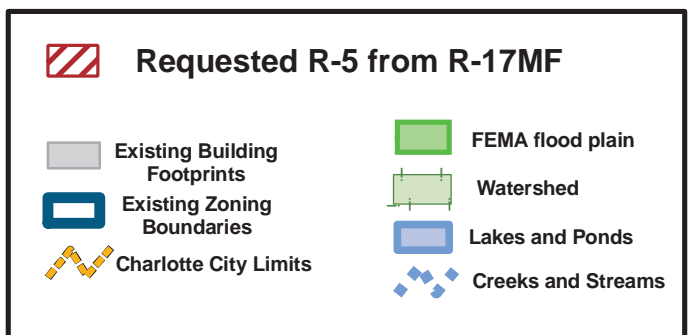 Requested R-5 from R-17MF
Existing Building
Footprints
Existing Zoning
Boundaries
Charlotte City Limits
FEMA flood plain
Watershed
Lakes and Ponds
Creeks and Streams